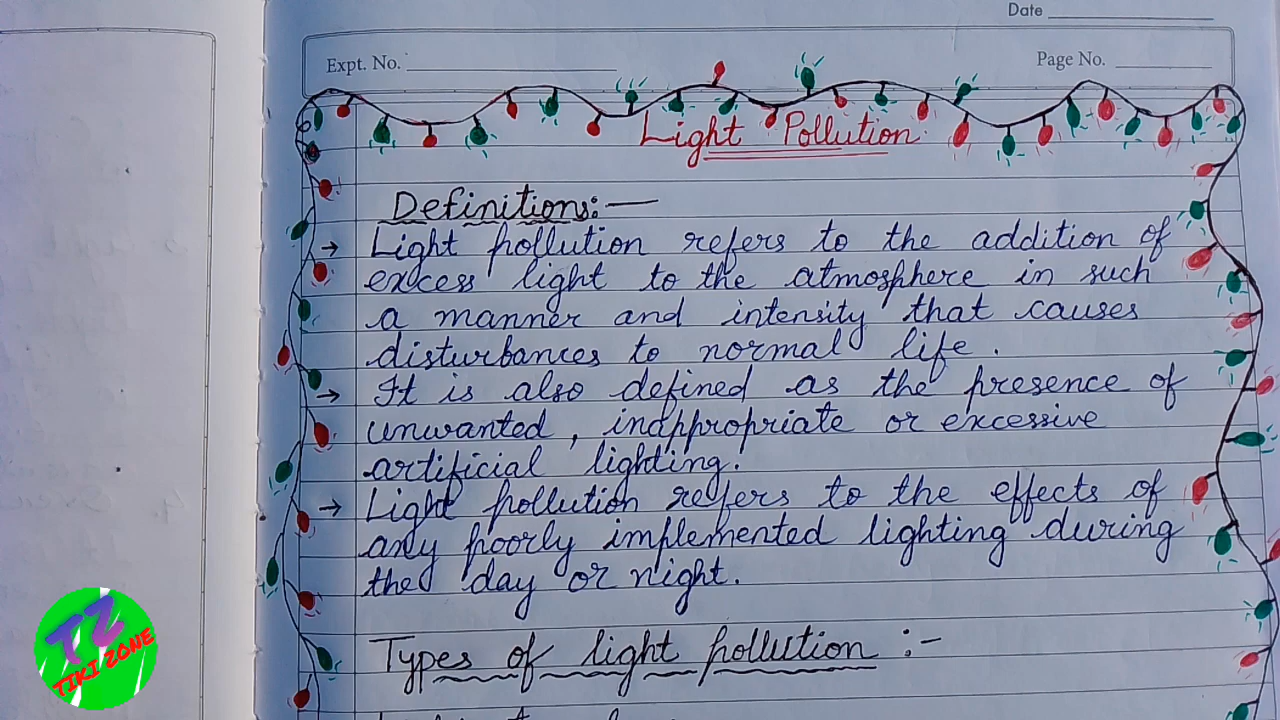 Date
Expt. No.
Page No.
Light Pollution
Definitions:—
→ Light pollution refers to the addition of
excess light to the atmosphere in such
a manner and intensity that causes
disturbances to normal life.
→ It is also defined as the presence of
unwanted, inappropriate or excessive
artificial lighting.
→ Light pollution refers to the effects of
any poorly implemented lighting during
the day or night.
Types of light pollution :-
TZ
TIKI ZONE